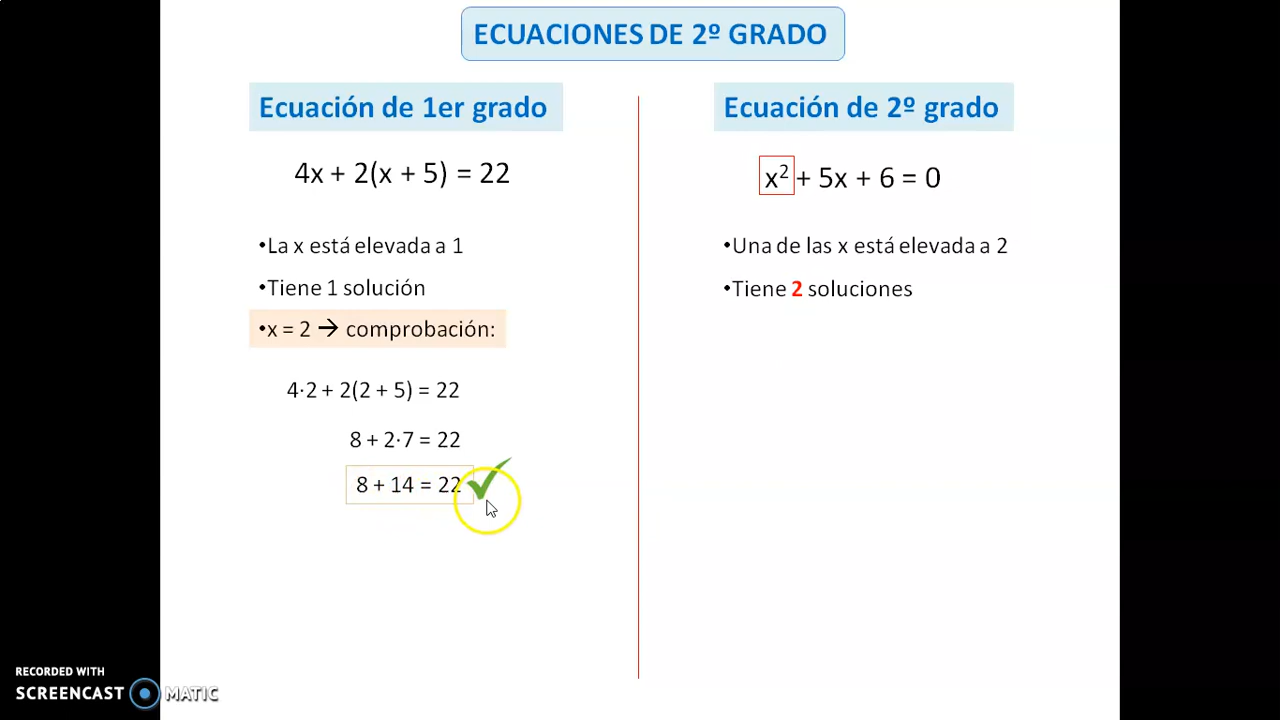 ECUACIONES DE 2º GRADO
Ecuación de 1er grado
4x + 2(x + 5) = 22
•La x está elevada a 1
•Tiene 1 solución
•x = 2 → comprobación:
4·2 + 2(2 + 5) = 22
8 + 2·7 = 22
8 + 14 = 22
Ecuación de 2º grado
x² + 5x + 6 = 0
•Una de las x está elevada a 2
•Tiene 2 soluciones
RECORDED WITH
SCREENCAST MATIC